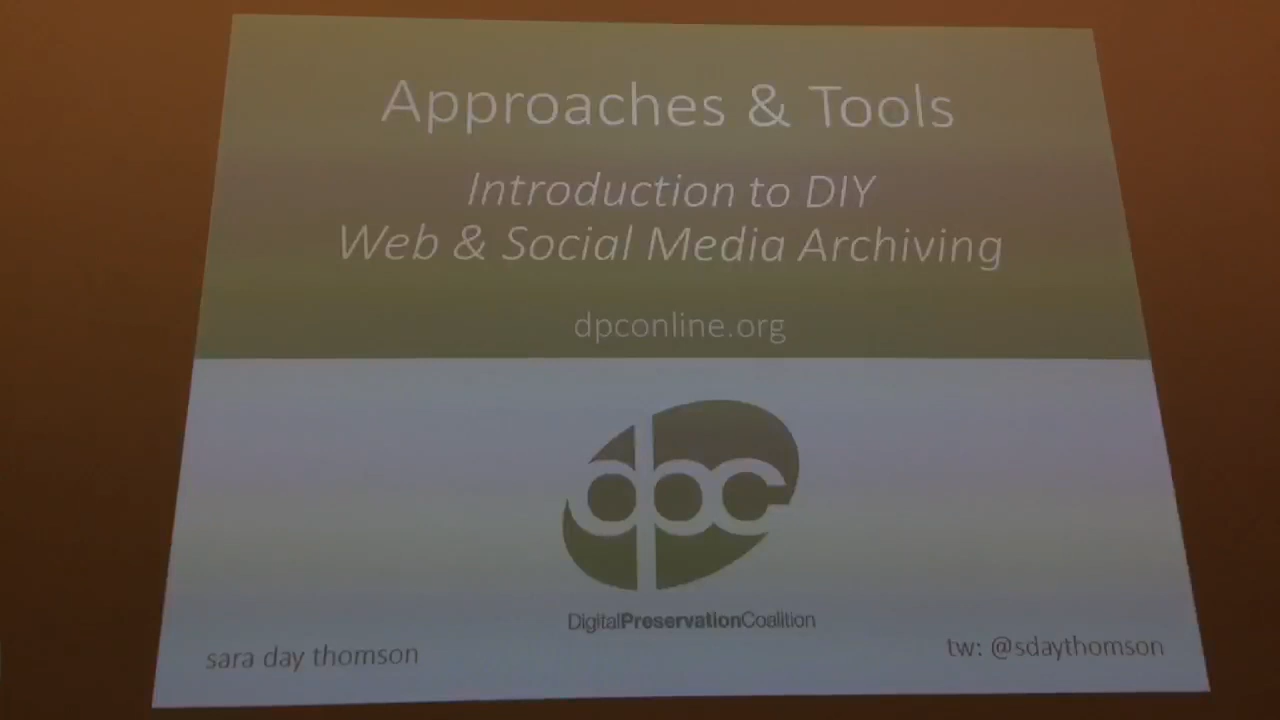 Approaches & Tools
Introduction to DIY
Web & Social Media Archiving
dpconline.org
dpc
DigitalPreservationCoalition
sara day thomson
tw: @sdaythomson